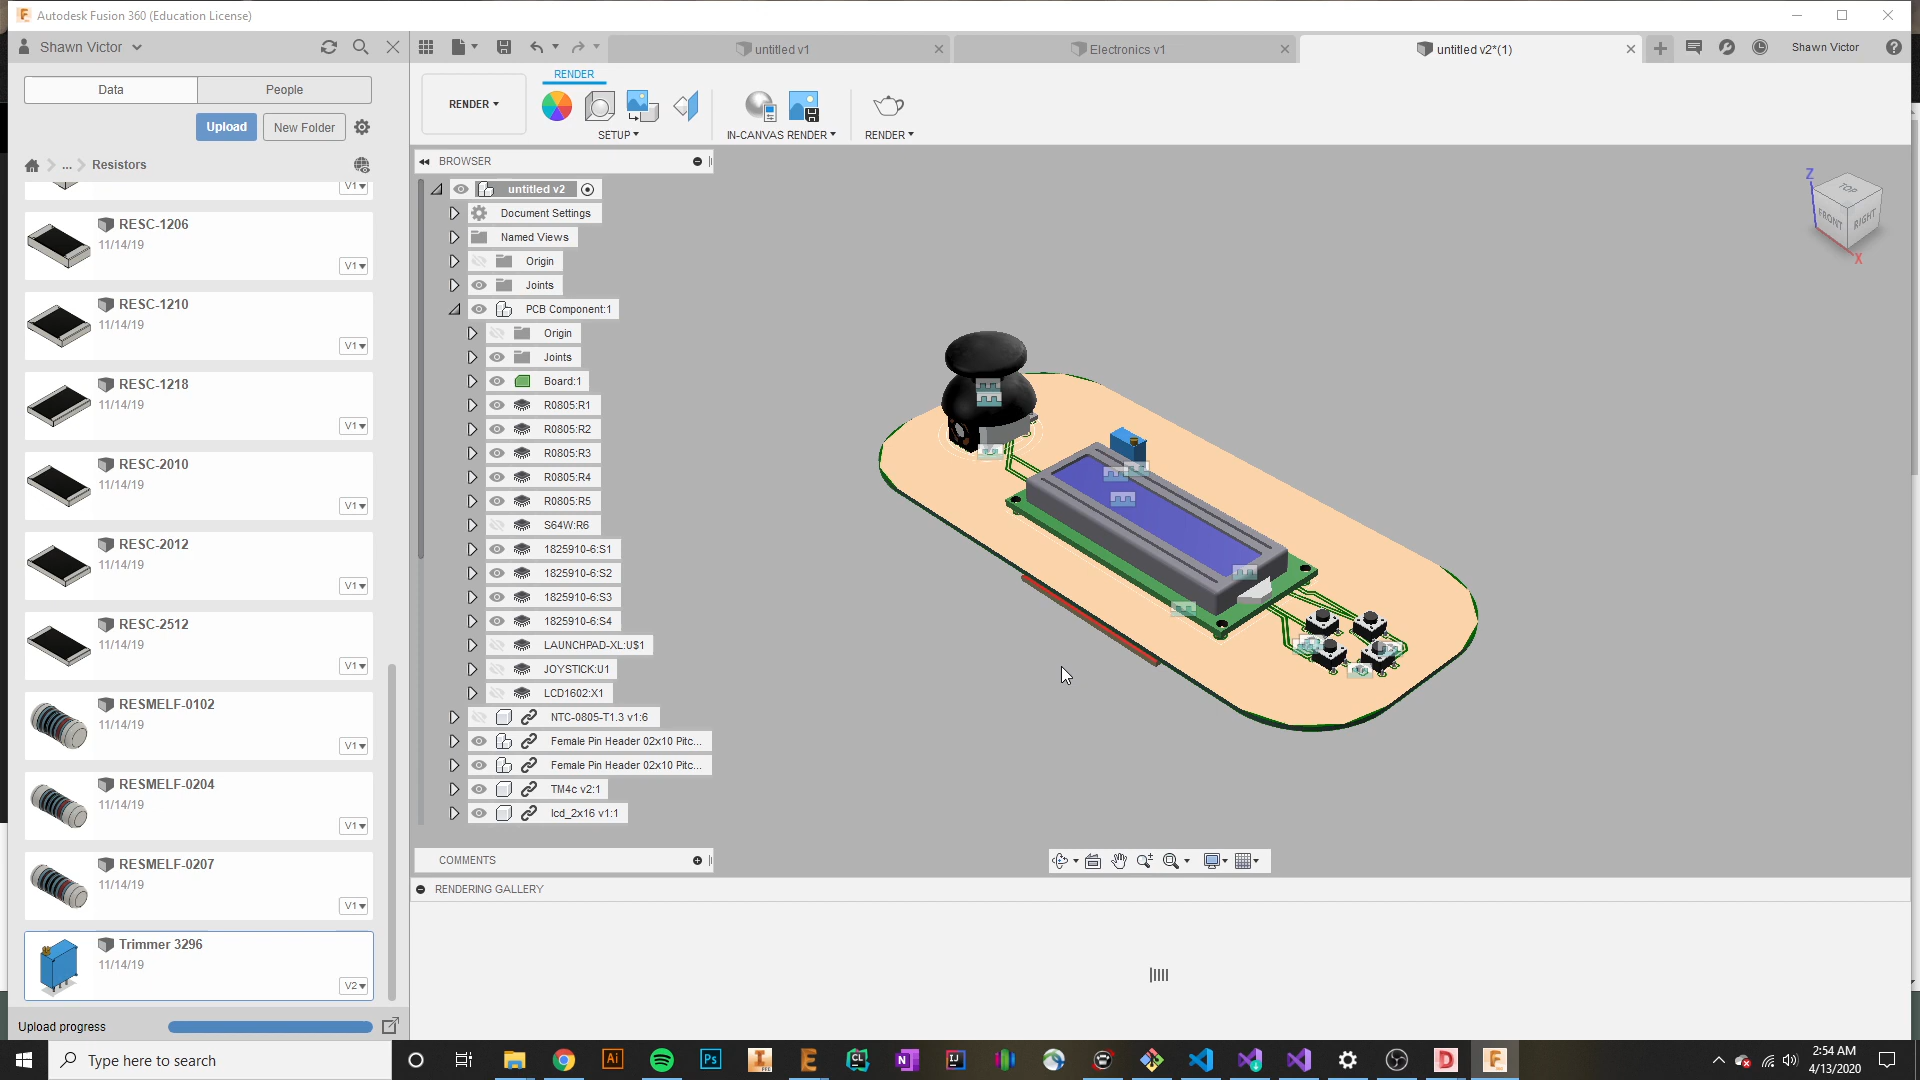 Autodesk Fusion 360 (Education License)
Shawn Victor
untitled v1
Electronics v1
untitled v2*(1)
Shawn Victor
Data
People
Upload
New Folder
... Resistors
V1
RESC-1206
11/14/19
V1
RESC-1210
11/14/19
V1
RESC-1218
11/14/19
V1
RESC-2010
11/14/19
V1
RESC-2012
11/14/19
V1
RESC-2512
11/14/19
V1
RESMELF-0102
11/14/19
V1
RESMELF-0204
11/14/19
V1
RESMELF-0207
11/14/19
V1
Trimmer 3296
11/14/19
V2
Upload progress
RENDER
RENDER
SETUP
IN-CANVAS RENDER
RENDER
BROWSER
untitled v2
Document Settings
Named Views
Origin
Joints
PCB Component:1
Origin
Joints
Board:1
R0805:R1
R0805:R2
R0805:R3
R0805:R4
R0805:R5
S64W:R6
1825910-6:S1
1825910-6:S2
1825910-6:S3
1825910-6:S4
LAUNCHPAD-XL:U$1
JOYSTICK:U1
LCD1602:X1
NTC-0805-T1.3 v1:6
Female Pin Header 02x10 Pitc...
Female Pin Header 02x10 Pitc...
TM4c v2:1
lcd_2x16 v1:1
COMMENTS
RENDERING GALLERY
Z
TOP
FRONT
RIGHT
X
Type here to search
2:54 AM
4/13/2020